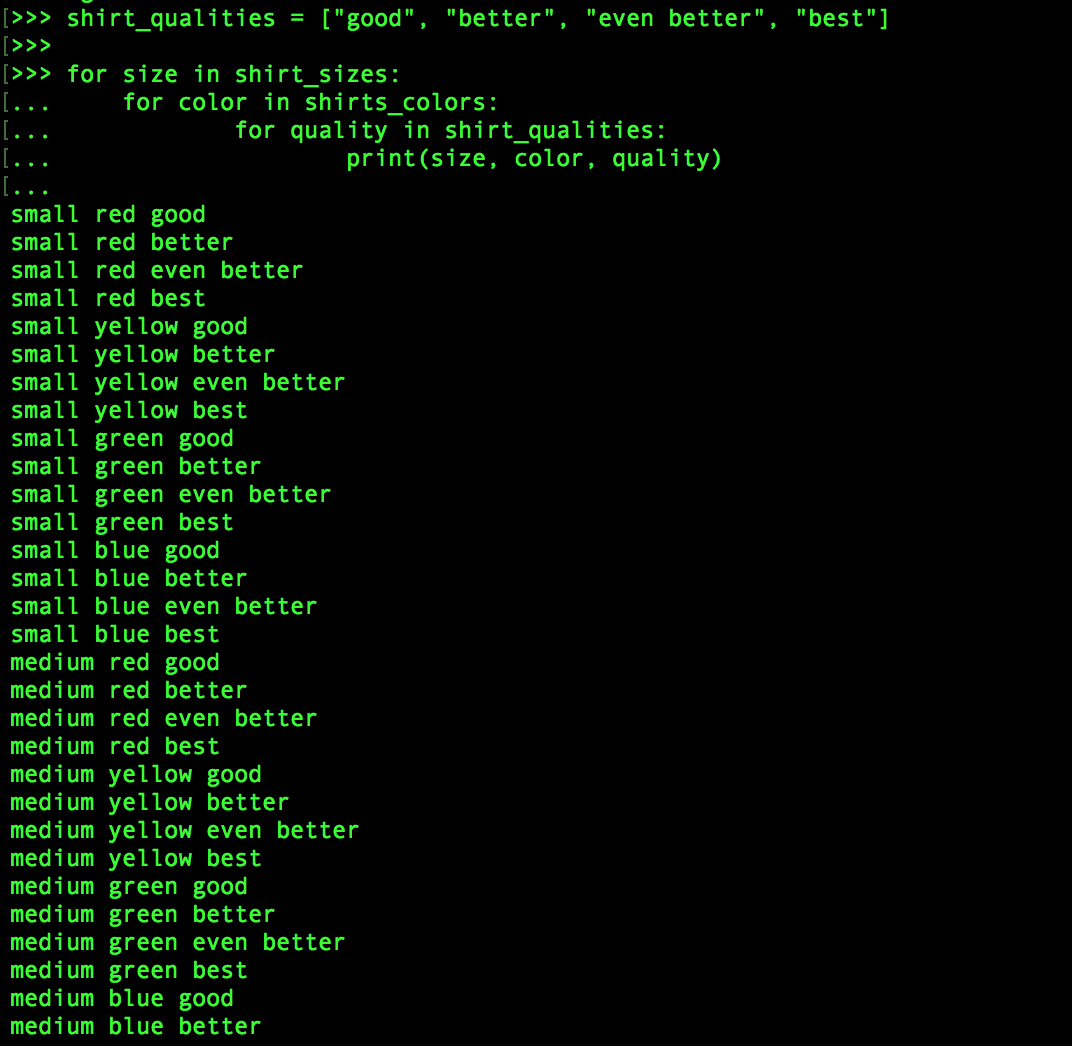 [>>> shirt_qualities = ["good", "better", "even better", "best"]
[>>>
[>>> for size in shirt_sizes:
[...     for color in shirts_colors:
[...             for quality in shirt_qualities:
[...                     print(size, color, quality)
[...
small red good
small red better
small red even better
small red best
small yellow good
small yellow better
small yellow even better
small yellow best
small green good
small green better
small green even better
small green best
small blue good
small blue better
small blue even better
small blue best
medium red good
medium red better
medium red even better
medium red best
medium yellow good
medium yellow better
medium yellow even better
medium yellow best
medium green good
medium green better
medium green even better
medium green best
medium blue good
medium blue better